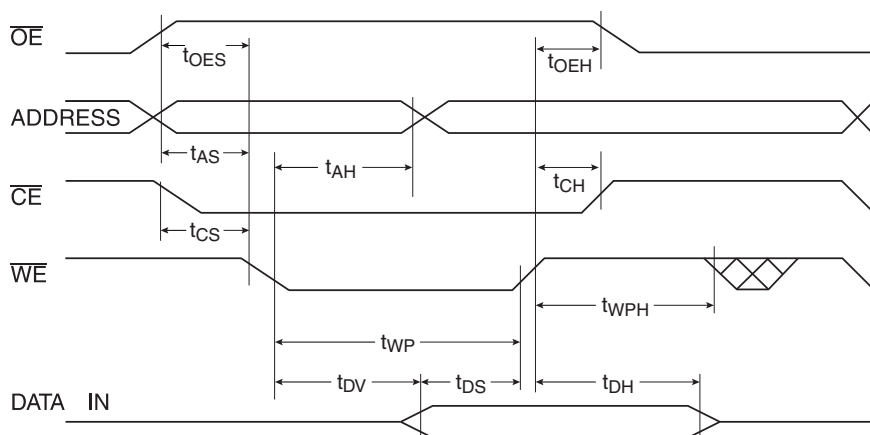 OE
tOES
tOEH
ADDRESS
tAS
tAH
tCH
CE
tCS
WE
tWPH
tWP
tDV
tDS
tDH
DATA IN